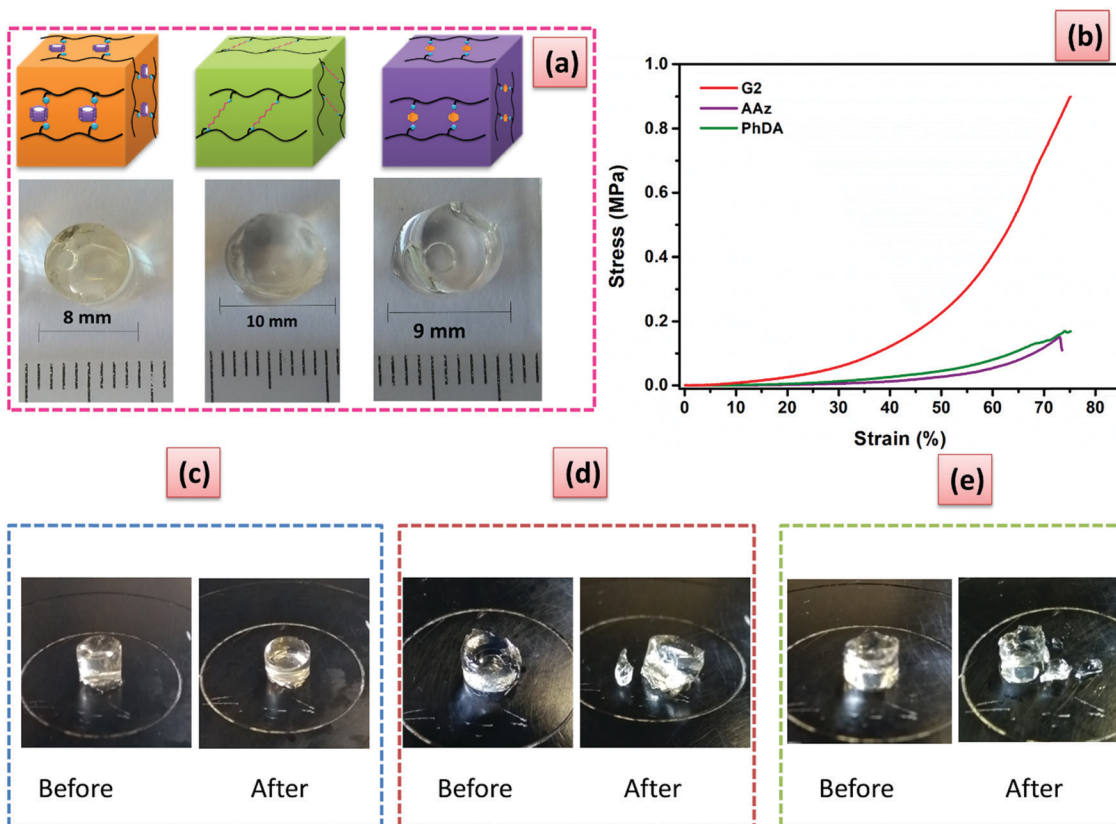 (a)
8 mm
10 mm
9 mm
(b)
1.0
0.8
0.6
0.4
0.2
0.0
Stress (MPa)
G2
AAz
PhDA
0 10 20 30 40 50 60 70 80
Strain (%)
(c)
(d)
(e)
Before After
Before After
Before After